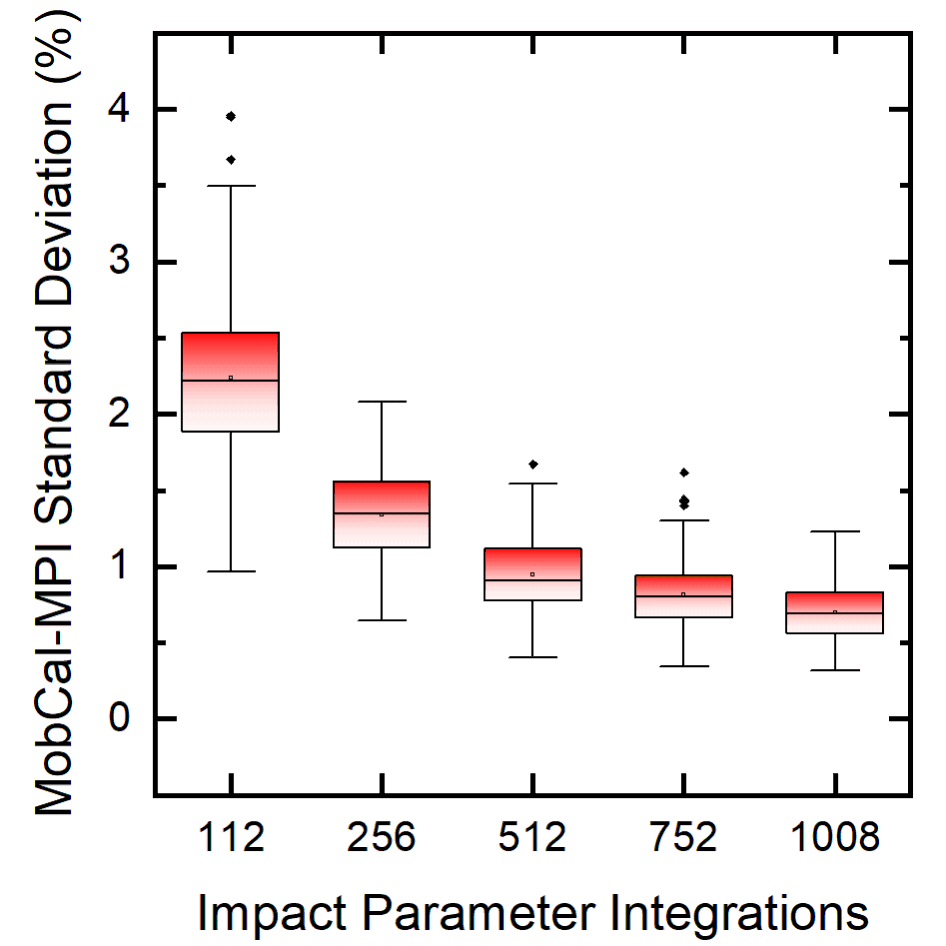 MobCal-MPI Standard Deviation (%)
4
3
2
1
0
112 256 512 752 1008
Impact Parameter Integrations